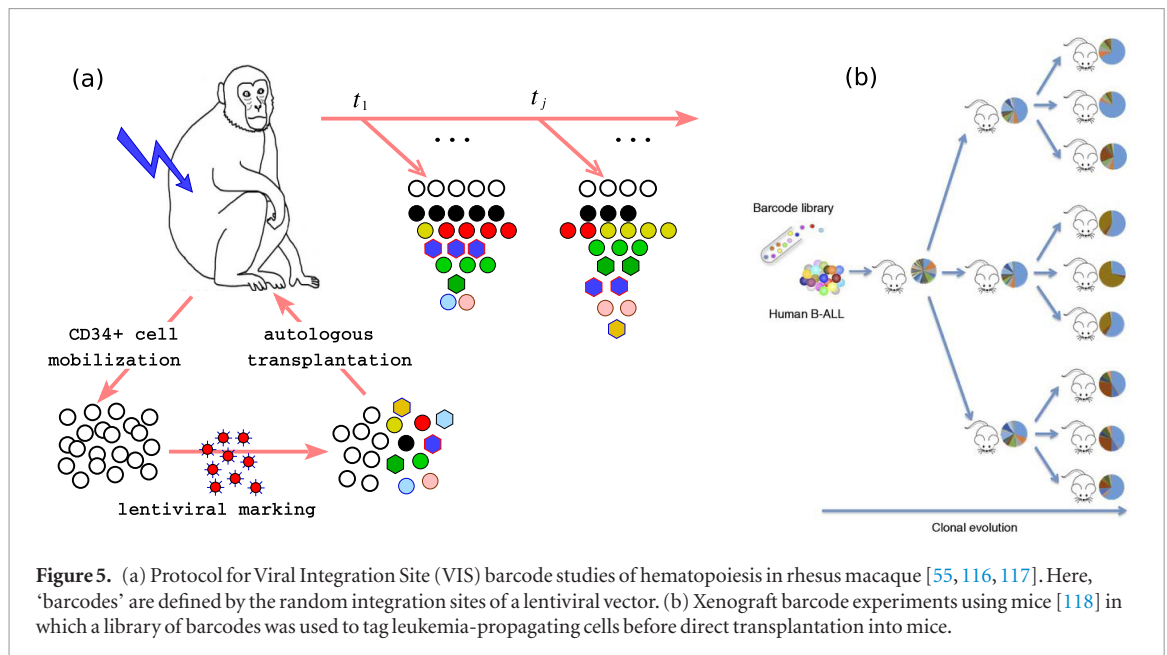 (a)
t1
tj
. . .
. . .
CD34+ cell
mobilization
autologous
transplantation
lentiviral marking
(b)
Barcode library
Human B-ALL
Clonal evolution
Figure 5. (a) Protocol for Viral Integration Site (VIS) barcode studies of hematopoiesis in rhesus macaque [55, 116, 117]. Here,
‘barcodes’ are defined by the random integration sites of a lentiviral vector. (b) Xenograft barcode experiments using mice [118] in
which a library of barcodes was used to tag leukemia-propagating cells before direct transplantation into mice.